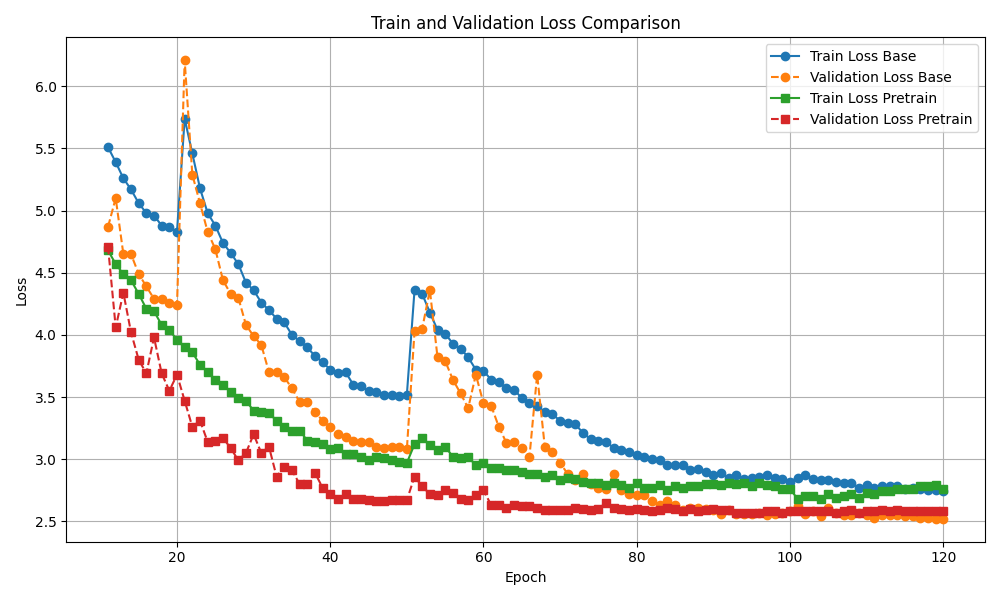 Train and Validation Loss Comparison
Train Loss Base
Validation Loss Base
Train Loss Pretrain
Validation Loss Pretrain
Loss
6.0
5.5
5.0
4.5
4.0
3.5
3.0
2.5
20
40
60
80
100
120
Epoch